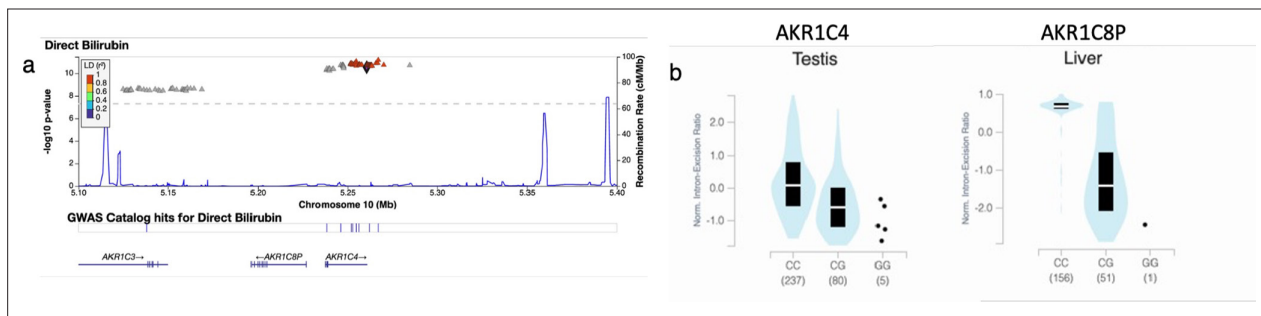 a
Direct Bilirubin
LD (r²)
1
0.8
0.6
0.4
0.2
0
10
8
6
4
2
0
-log10 p-value
100
80
60
40
20
0
Recombination Rate (cM/Mb)
5.10 5.15 5.20 5.25 5.30 5.35 5.40
Chromosome 10 (Mb)
GWAS Catalog hits for Direct Bilirubin
AKR1C3→ ←AKR1C8P AKR1C4→
b
AKR1C4
Testis
Norm. Intron-Excision Ratio
2.0
1.0
0.0
-1.0
CC CG GG
(237) (80) (5)
AKR1C8P
Liver
Norm. Intron-Excision Ratio
1.0
0.0
-1.0
-2.0
CC CG GG
(156) (51) (1)